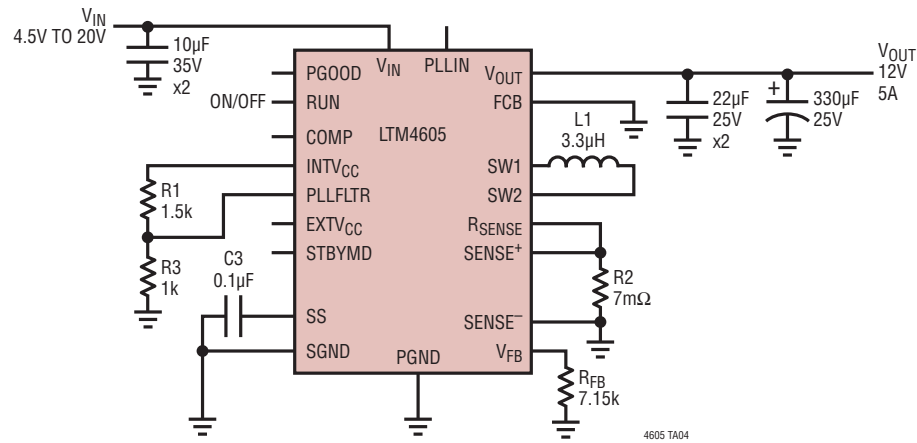 V_IN
4.5V TO 20V
10µF
35V
x2
ON/OFF
R1
1.5k
R3
1k
C3
0.1µF
V_IN
PLLIN
PGOOD
RUN
COMP
LTM4605
INTV_CC
PLLFLTR
EXTV_CC
STBYMD
SS
SGND
PGND
V_OUT
FCB
SW1
SW2
R_SENSE
SENSE⁺
SENSE⁻
V_FB
L1
3.3µH
R2
7mΩ
R_FB
7.15k
22µF
25V
x2
+
330µF
25V
V_OUT
12V
5A
4605 TA04